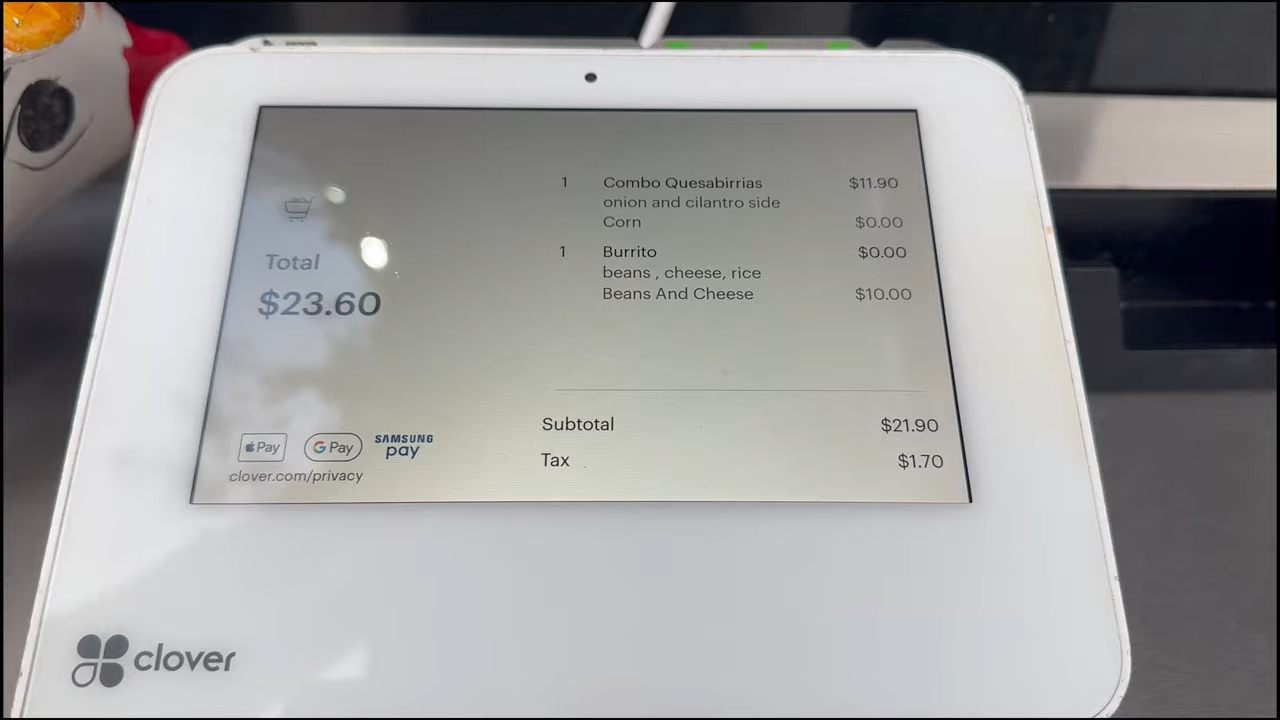 1 Combo Quesabirrias $11.90
onion and cilantro side
Corn $0.00
1 Burrito $0.00
beans , cheese, rice
Beans And Cheese $10.00
Total
$23.60
Subtotal $21.90
Tax $1.70
Pay G Pay SAMSUNG pay
clover.com/privacy
clover